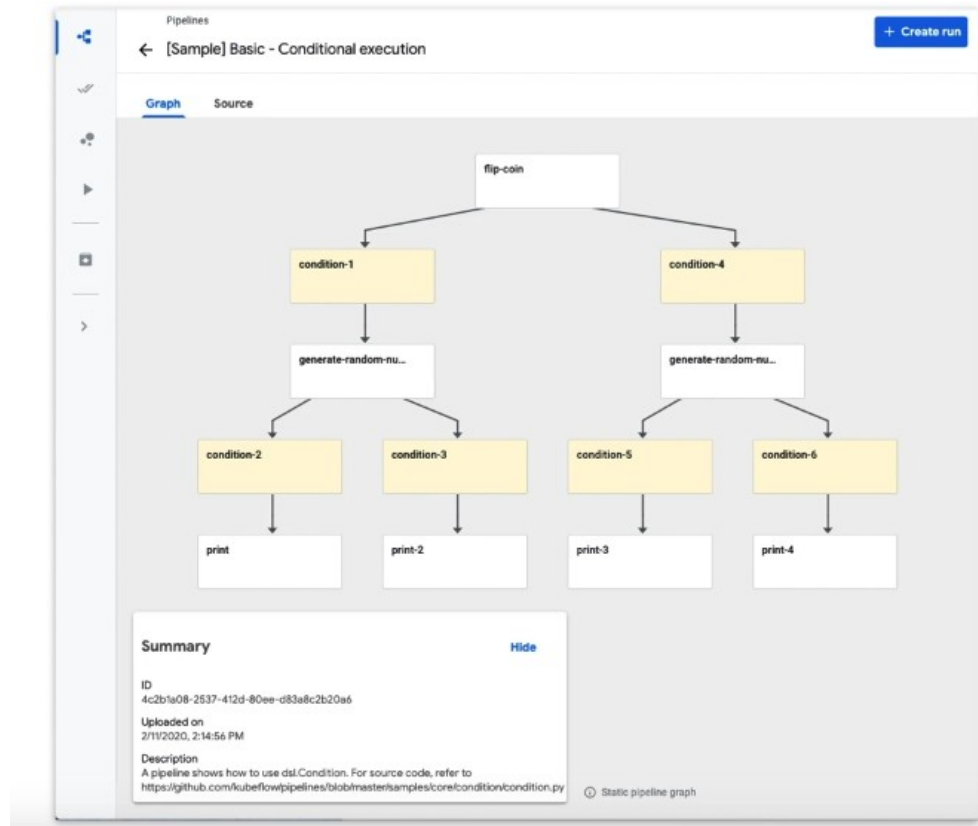 Pipelines
[Sample] Basic - Conditional execution
+ Create run
Graph
Source
flip-coin
condition-1
condition-4
generate-random-nu...
generate-random-nu...
condition-2
condition-3
condition-5
condition-6
print
print-2
print-3
print-4
Summary
Hide
ID
4c2b1a08-2537-412d-80ee-d83a8c2b20a6
Uploaded on
2/11/2020, 2:14:56 PM
Description
A pipeline shows how to use dsl.Condition. For source code, refer to
https://github.com/kubeflow/pipelines/blob/master/samples/core/condition/condition.py
Static pipeline graph